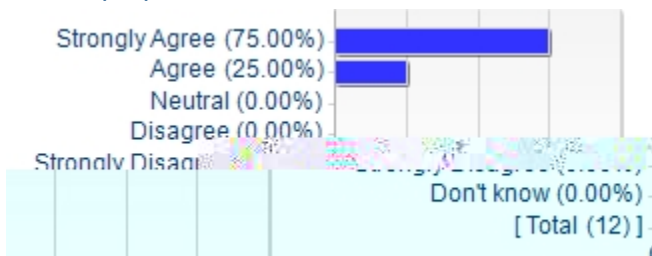 Strongly Agree (75.00%)
Agree (25.00%)
Neutral (0.00%)
Disagree (0.00%)
Strongly
Don't know (0.00%)
[ Total (12) ]